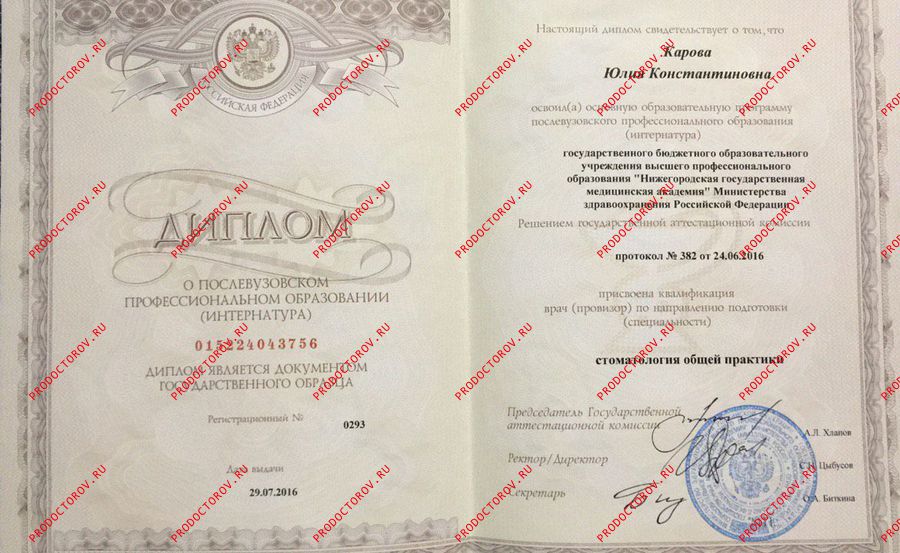 РОССИЙСКАЯ ФЕДЕРАЦИЯ
ДИПЛОМ
О ПОСЛЕВУЗОВСКОМ
ПРОФЕССИОНАЛЬНОМ ОБРАЗОВАНИИ
(ИНТЕРНАТУРА)
015224043756
ДИПЛОМ ЯВЛЯЕТСЯ ДОКУМЕНТОМ
ГОСУДАРСТВЕННОГО ОБРАЗЦА
Регистрационный №
0293
Дата выдачи
29.07.2016
Настоящий диплом свидетельствует о том, что
Карова
Юлия Константиновна
освоил(а) основную образовательную программу
послевузовского профессионального образования
(интернатура)
государственного бюджетного образовательного
учреждения высшего профессионального
образования "Нижегородская государственная
медицинская академия" Министерства
здравоохранения Российской Федерации
Решением государственной аттестационной комиссии
протокол № 382 от 24.06.2016
присвоена квалификация
врач (провизор) по направлению подготовки
(специальности)
стоматология общей практики
Председатель Государственной
аттестационной комиссии
А.Л. Хлапов
Ректор/Директор
С.Н. Цыбусов
Секретарь
О.А. Биткина
PRODOCTOROV.RU